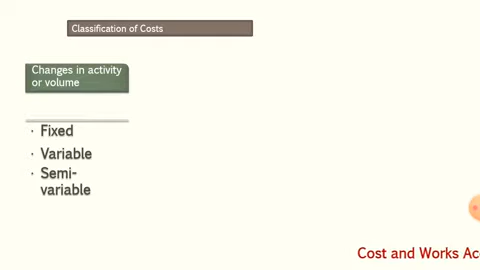 Classification of Costs
Changes in activity
or volume
· Fixed
· Variable
· Semi-
variable
Cost and Works Ac